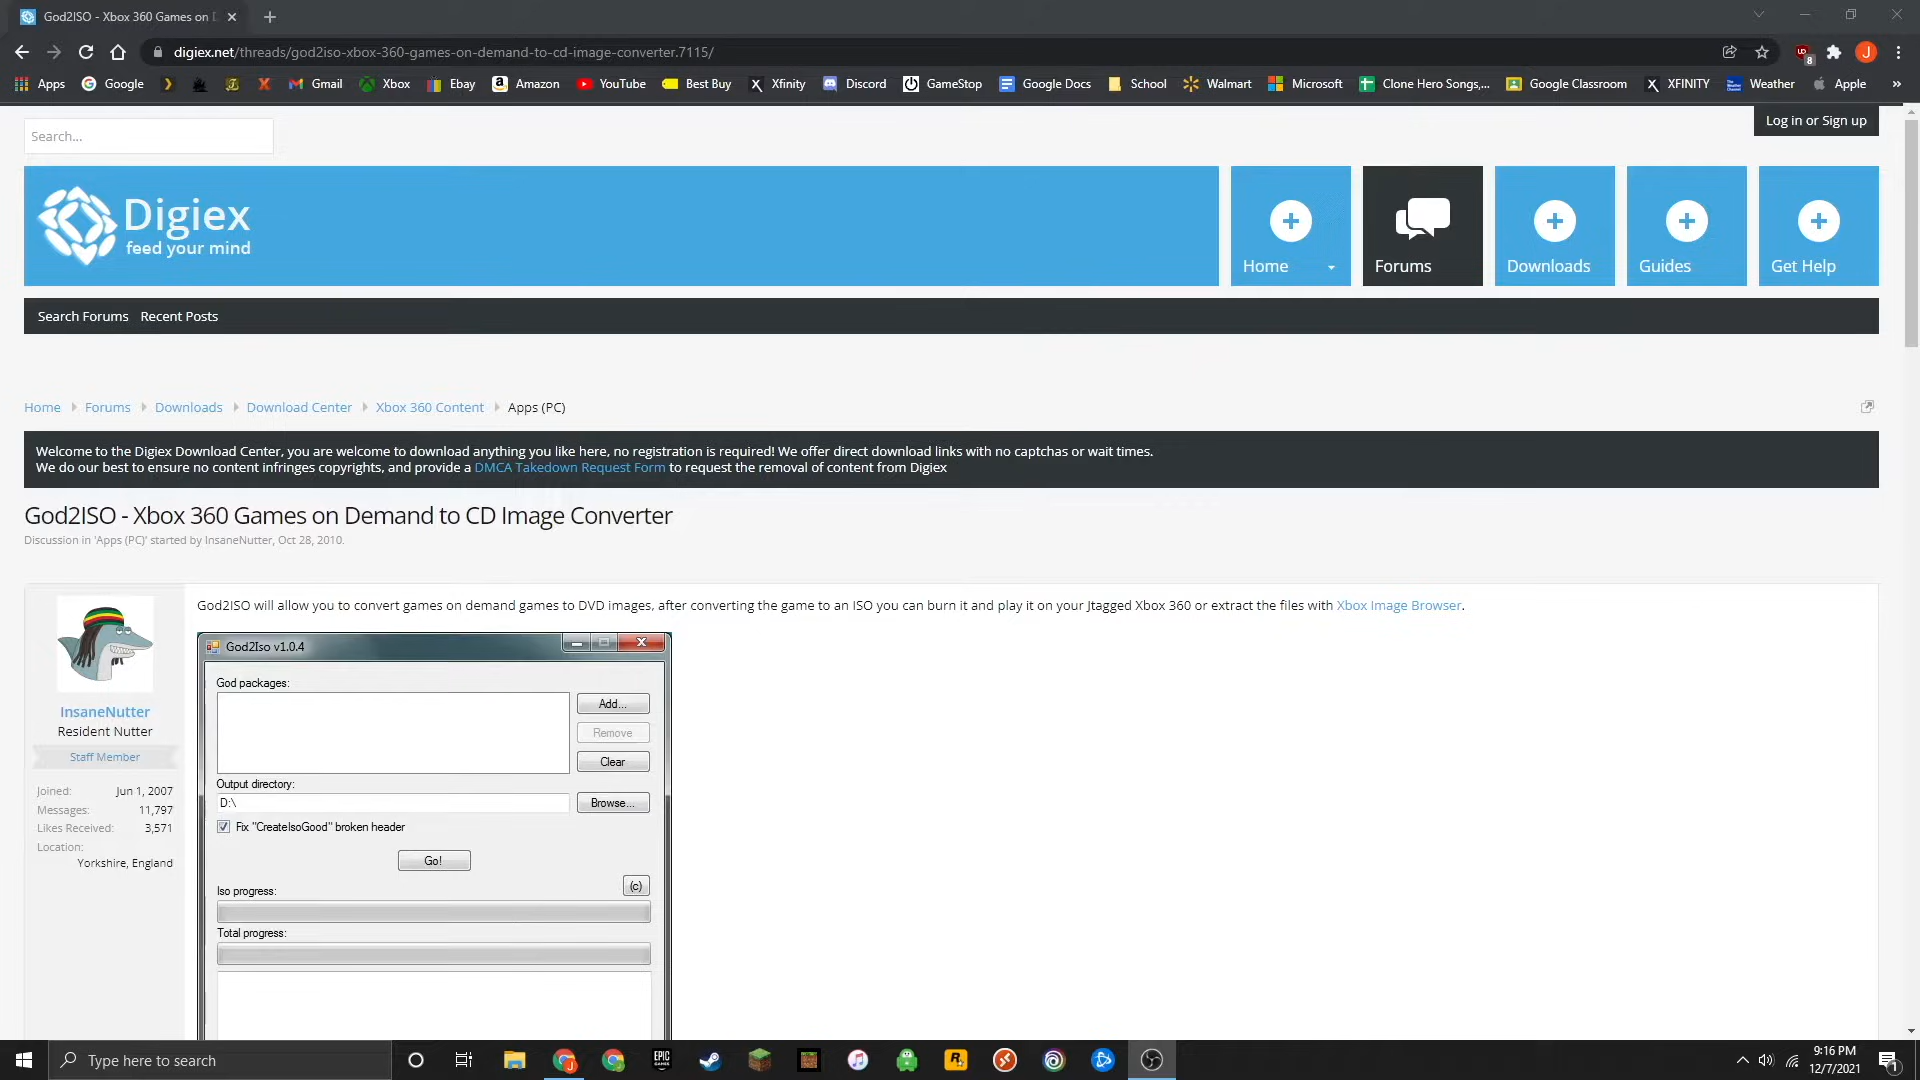 God2ISO - Xbox 360 Games on D
digiex.net/threads/god2iso-xbox-360-games-on-demand-to-cd-image-converter.7115/
J
8
Apps
Google
Gmail
Xbox
Ebay
Amazon
YouTube
Best Buy
Xfinity
Discord
GameStop
Google Docs
School
Walmart
Microsoft
Clone Hero Songs,...
Google Classroom
XFINITY
Weather
Apple
»
Search...
Log in or Sign up
Digiex
feed your mind
Home
Forums
Downloads
Guides
Get Help
Search Forums Recent Posts
Home Forums Downloads Download Center Xbox 360 Content Apps (PC)
Welcome to the Digiex Download Center, you are welcome to download anything you like here, no registration is required! We offer direct download links with no captchas or wait times.
We do our best to ensure no content infringes copyrights, and provide a DMCA Takedown Request Form to request the removal of content from Digiex
God2ISO - Xbox 360 Games on Demand to CD Image Converter
Discussion in 'Apps (PC)' started by InsaneNutter, Oct 28, 2010.
InsaneNutter
Resident Nutter
Staff Member
Joined: Jun 1, 2007
Messages: 11,797
Likes Received: 3,571
Location:
Yorkshire, England
God2ISO will allow you to convert games on demand games to DVD images, after converting the game to an ISO you can burn it and play it on your Jtagged Xbox 360 or extract the files with Xbox Image Browser.
God2Iso v1.0.4
God packages:
Add...
Remove
Clear
Output directory:
D:\
Browse...
Fix "CreateIsoGood" broken header
Go!
(c)
Iso progress:
Total progress:
Type here to search
EPIC GAMES
9:16 PM
12/7/2021
1